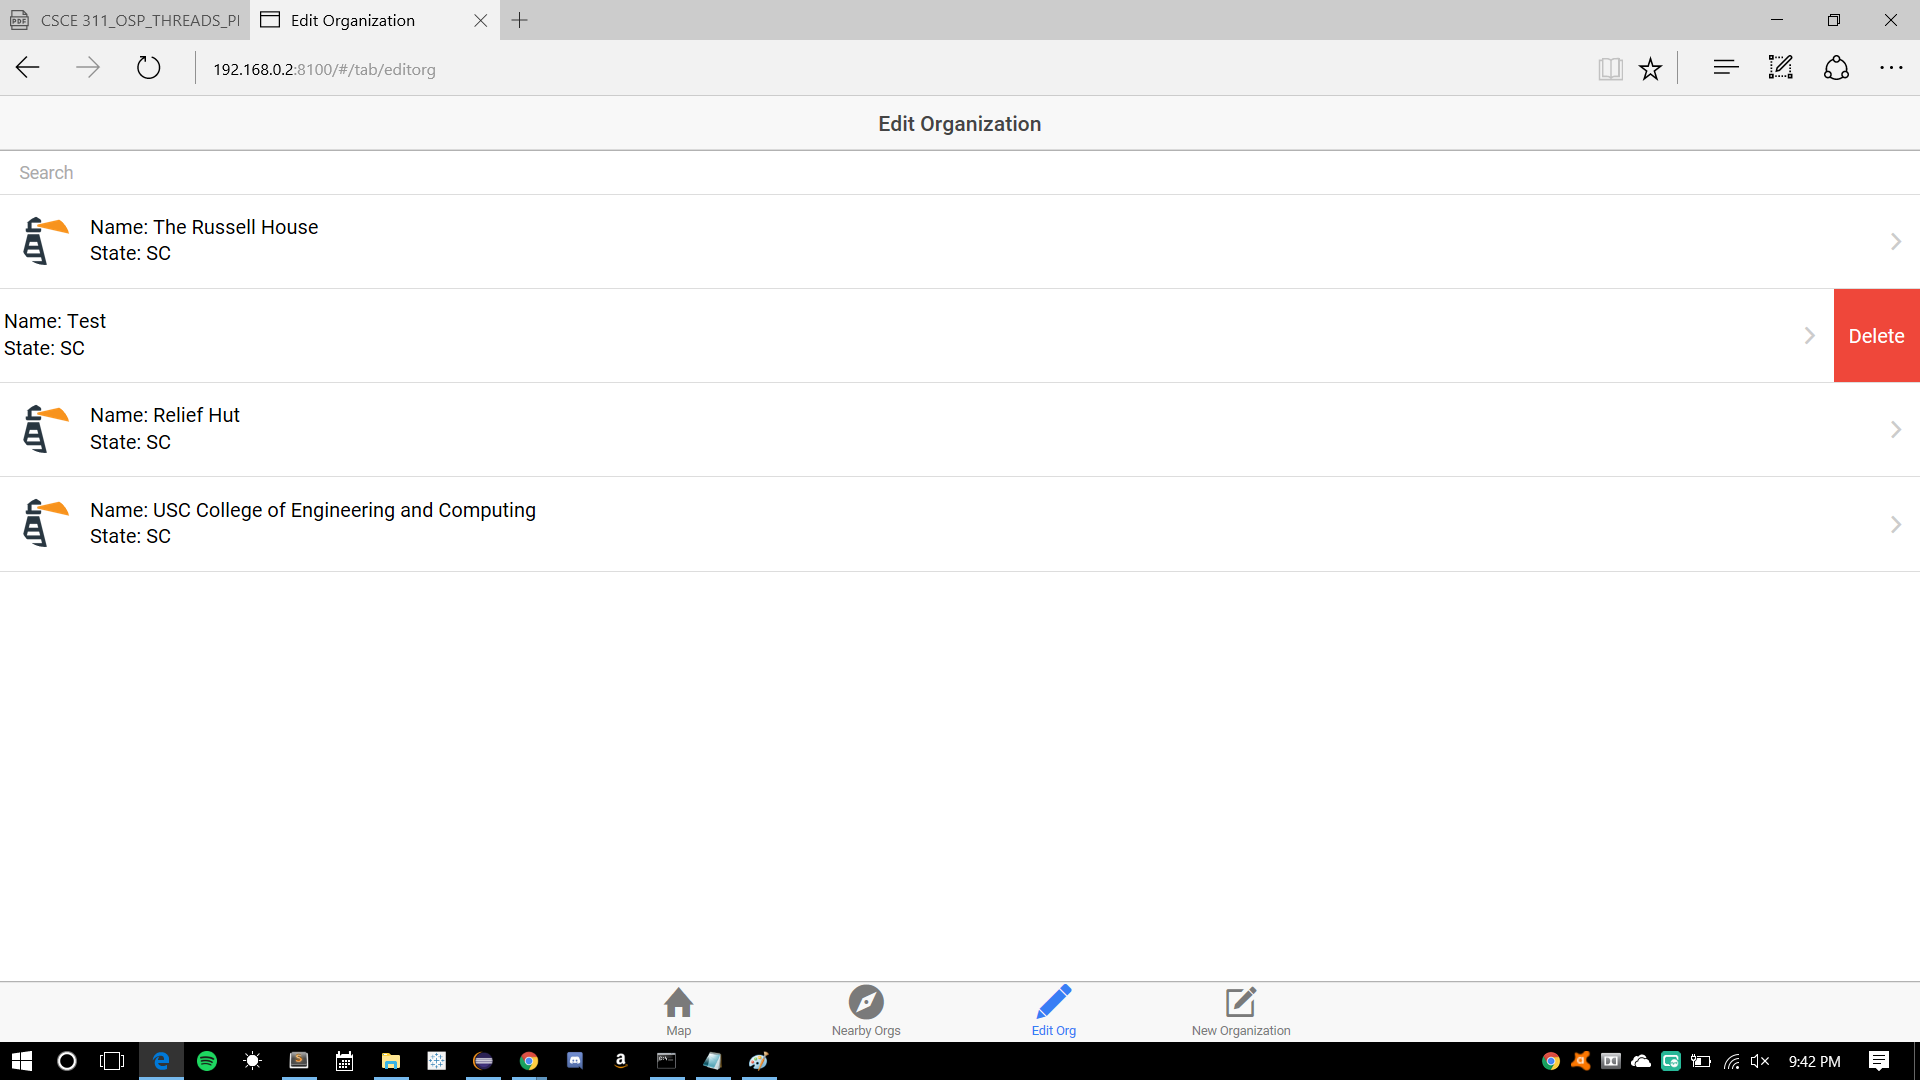 CSCE 311_OSP_THREADS_PI
Edit Organization
192.168.0.2:8100/#/tab/editorg
Edit Organization
Search
Name: The Russell House
State: SC
Name: Test
State: SC
Delete
Name: Relief Hut
State: SC
Name: USC College of Engineering and Computing
State: SC
Map
Nearby Orgs
Edit Org
New Organization
9:42 PM